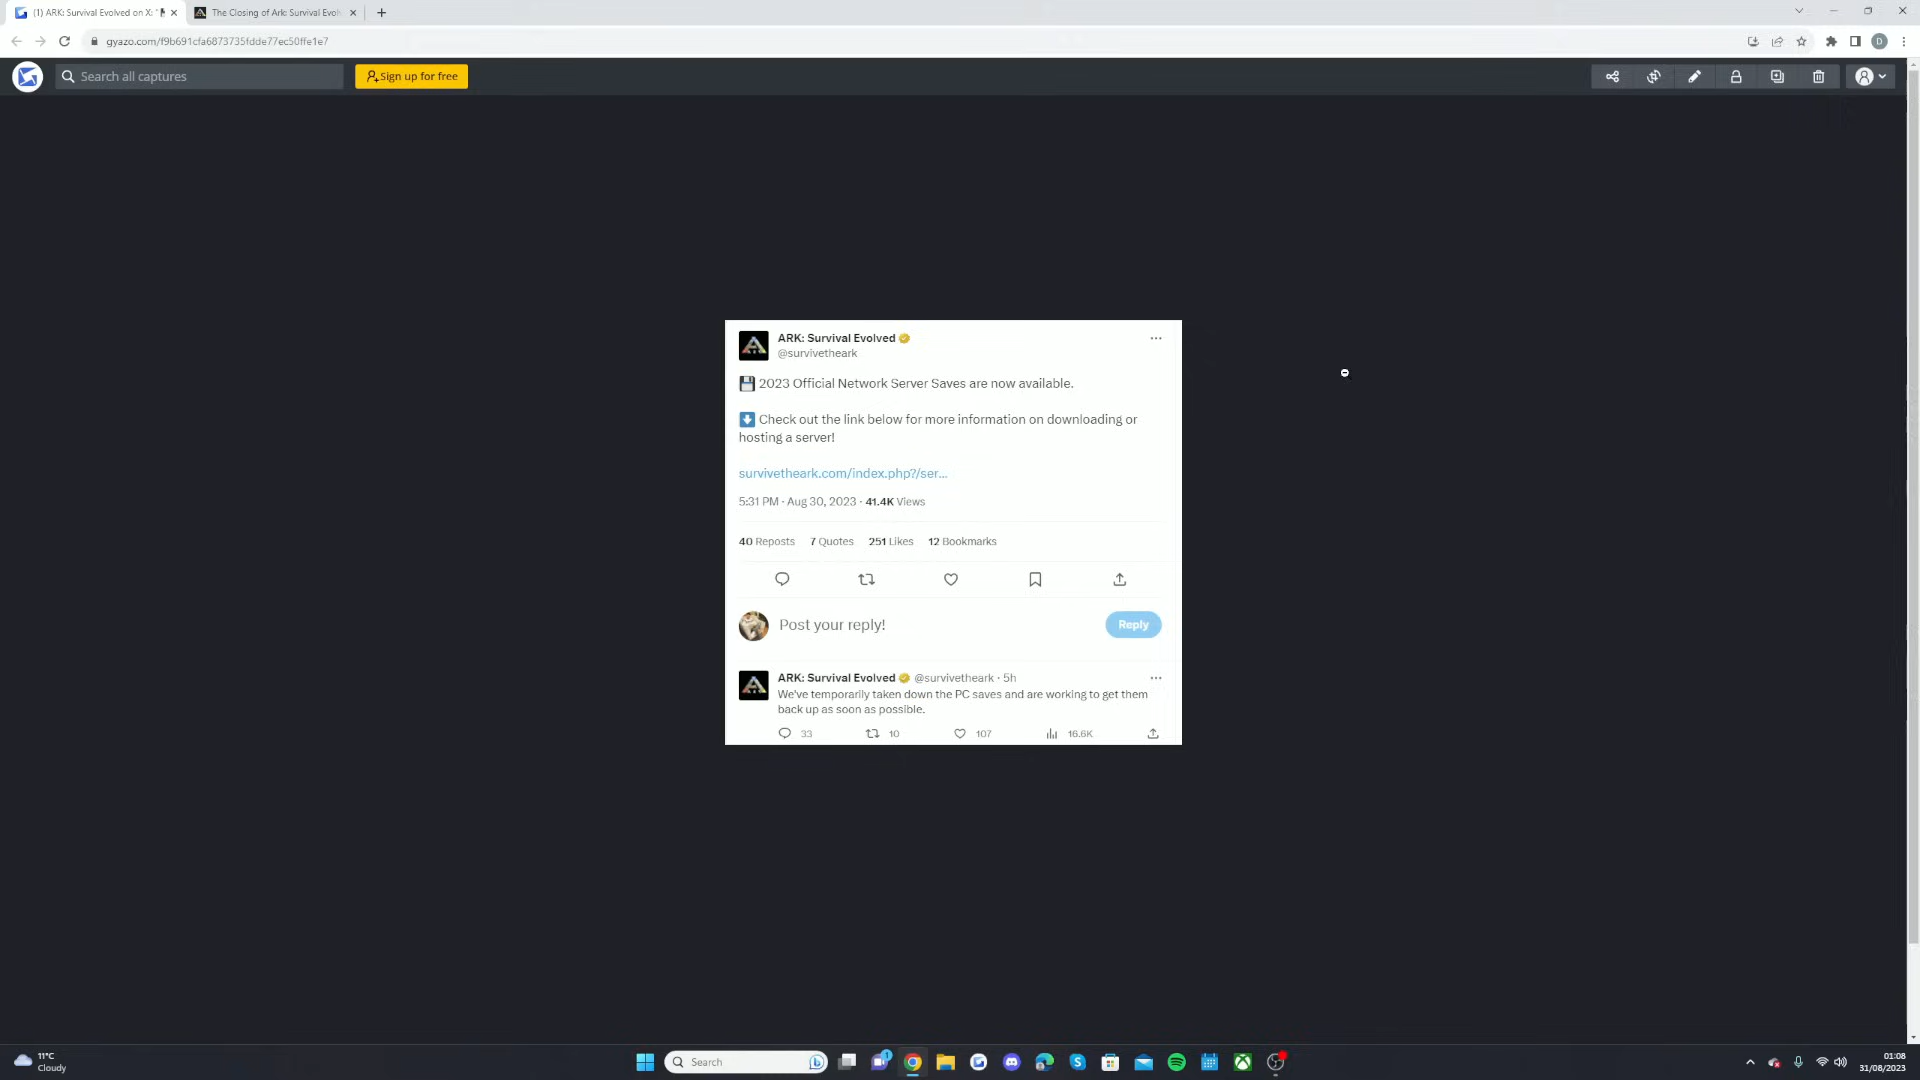 (1) ARK: Survival Evolved on X: "
The Closing of Ark: Survival Evol
gyazo.com/f9b691cfa6873735fdde77ec50ffe1e7
Search all captures
Sign up for free
ARK: Survival Evolved
@survivetheark
2023 Official Network Server Saves are now available.
Check out the link below for more information on downloading or
hosting a server!
survivetheark.com/index.php?/ser...
5:31 PM · Aug 30, 2023 · 41.4K Views
40 Reposts 7 Quotes 251 Likes 12 Bookmarks
Post your reply!
Reply
ARK: Survival Evolved @survivetheark · 5h
We've temporarily taken down the PC saves and are working to get them
back up as soon as possible.
33 10 107 16.6K
11°C
Cloudy
Search
01:08
31/08/2023